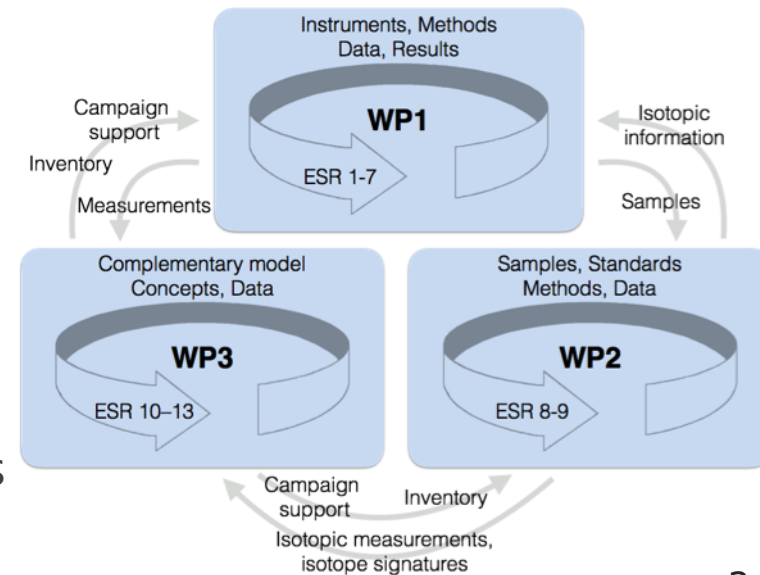 Instruments, Methods
Data, Results
WP1
ESR 1-7
Campaign
support
Inventory
Measurements
Isotopic
information
Samples
Complementary model
Concepts, Data
WP3
ESR 10–13
Samples, Standards
Methods, Data
WP2
ESR 8-9
s
Campaign
support
Inventory
Isotopic measurements,
isotope signatures